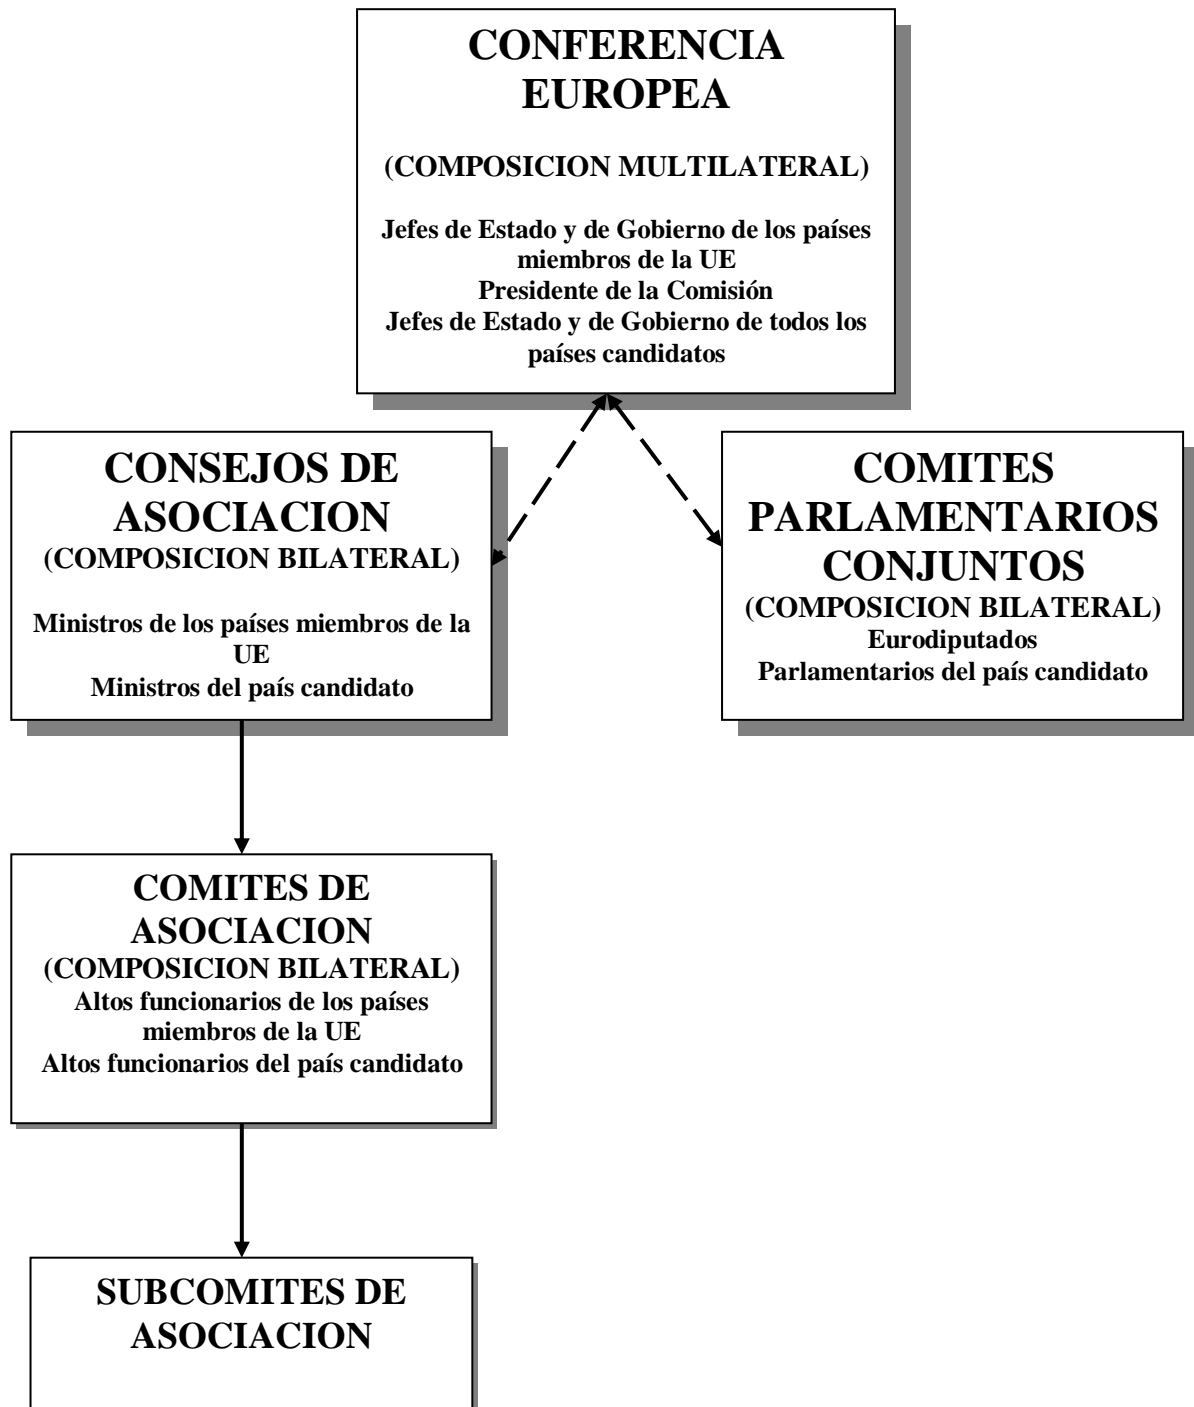 CONFERENCIA
EUROPEA
(COMPOSICION MULTILATERAL)
Jefes de Estado y de Gobierno de los países
miembros de la UE
Presidente de la Comisión
Jefes de Estado y de Gobierno de todos los
países candidatos
CONSEJOS DE
ASOCIACION
(COMPOSICION BILATERAL)
Ministros de los países miembros de la
UE
Ministros del país candidato
COMITES
PARLAMENTARIOS
CONJUNTOS
(COMPOSICION BILATERAL)
Eurodiputados
Parlamentarios del país candidato
COMITES DE
ASOCIACION
(COMPOSICION BILATERAL)
Altos funcionarios de los países
miembros de la UE
Altos funcionarios del país candidato
SUBCOMITES DE
ASOCIACION